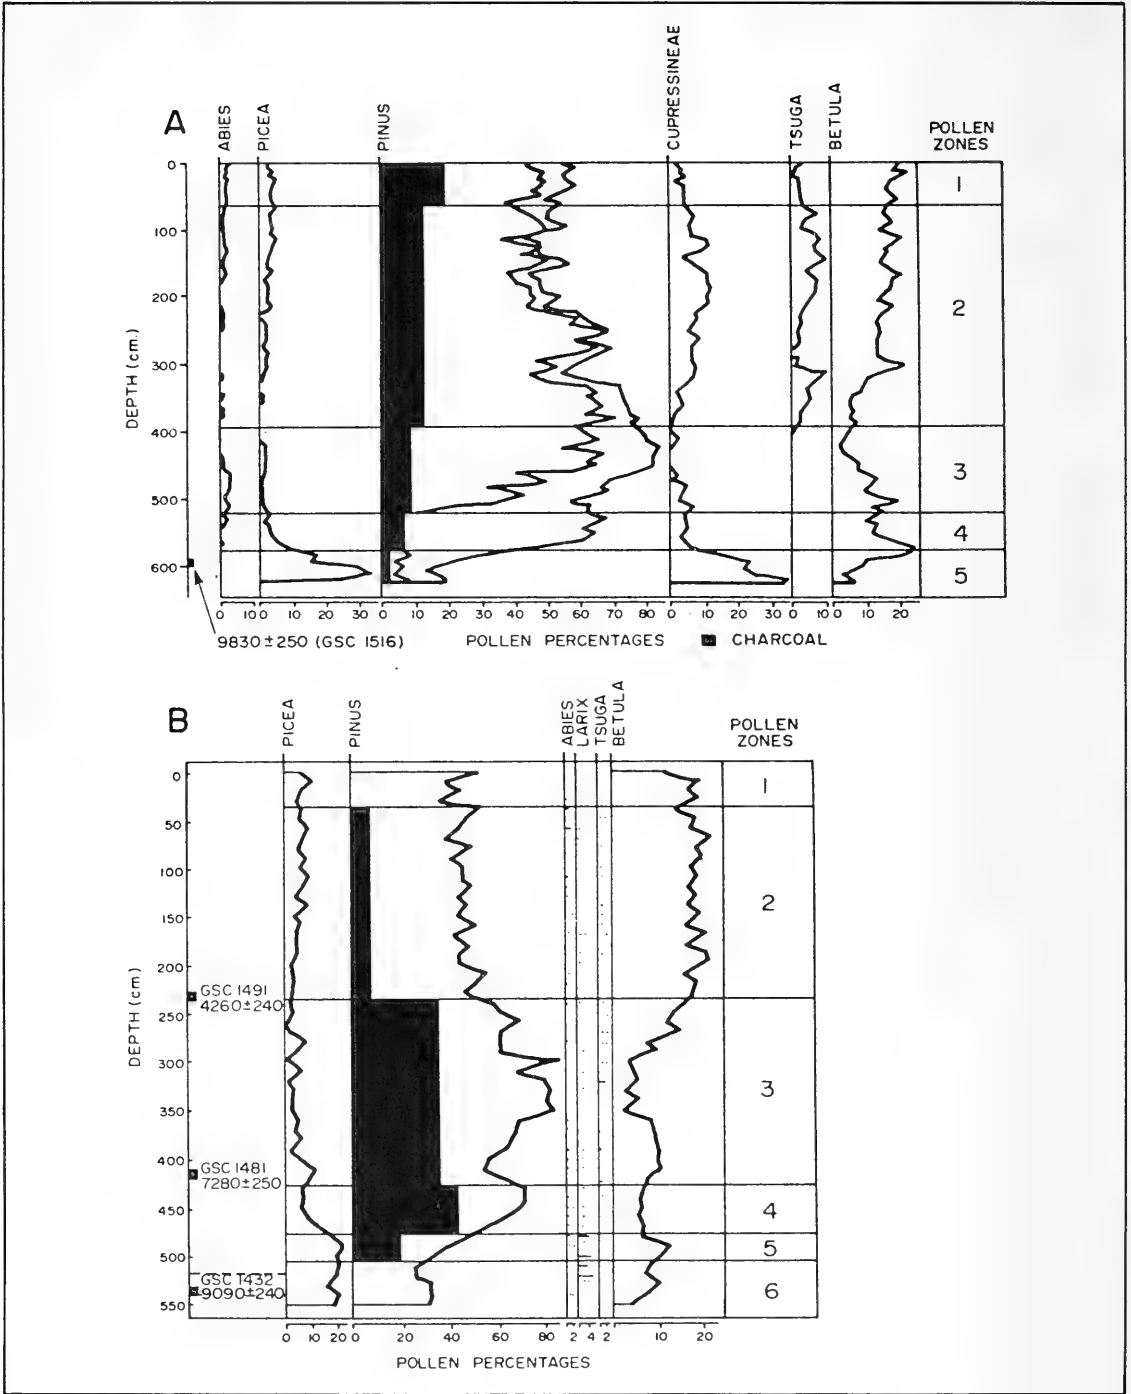 A
ABIES
PICEA
PINUS
CUPRESSINEAE
TSUGA
BETULA
POLLEN
ZONES
DEPTH (cm.)
0
100
200
300
400
500
600
1
2
3
4
5
0 10 0 10 20 30 0 10 20 30 40 50 60 70 80 0 10 20 30 0 10 0 10 20
9830±250 (GSC 1516)
POLLEN PERCENTAGES
CHARCOAL
B
PICEA
PINUS
ABIES
LARIX
TSUGA
BETULA
POLLEN
ZONES
DEPTH (cm)
0
50
100
150
200
250
300
350
400
450
500
550
GSC 1491
4260±240
GSC 1481
7280±250
GSC 1432
9090±240
1
2
3
4
5
6
0 10 20 0 20 40 60 80 2 4 2 10 20
POLLEN PERCENTAGES